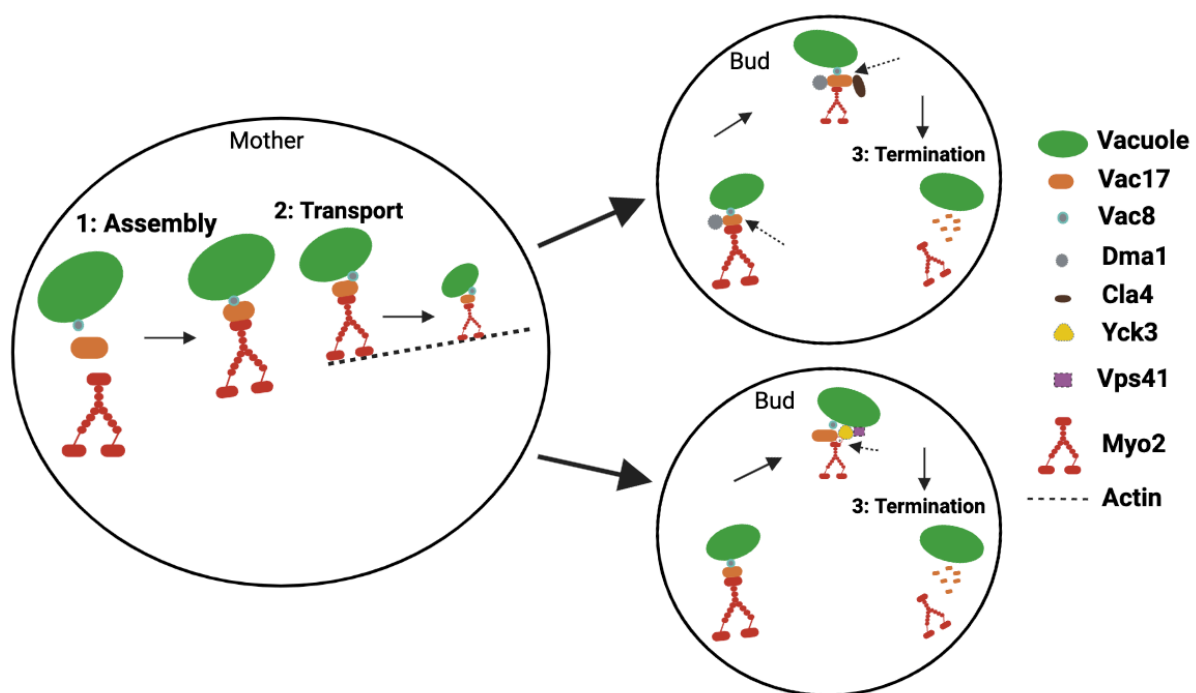 Mother
1: Assembly
2: Transport
Bud
3: Termination
Bud
3: Termination
Vacuole
Vac17
Vac8
Dma1
Cla4
Yck3
Vps41
Myo2
Actin